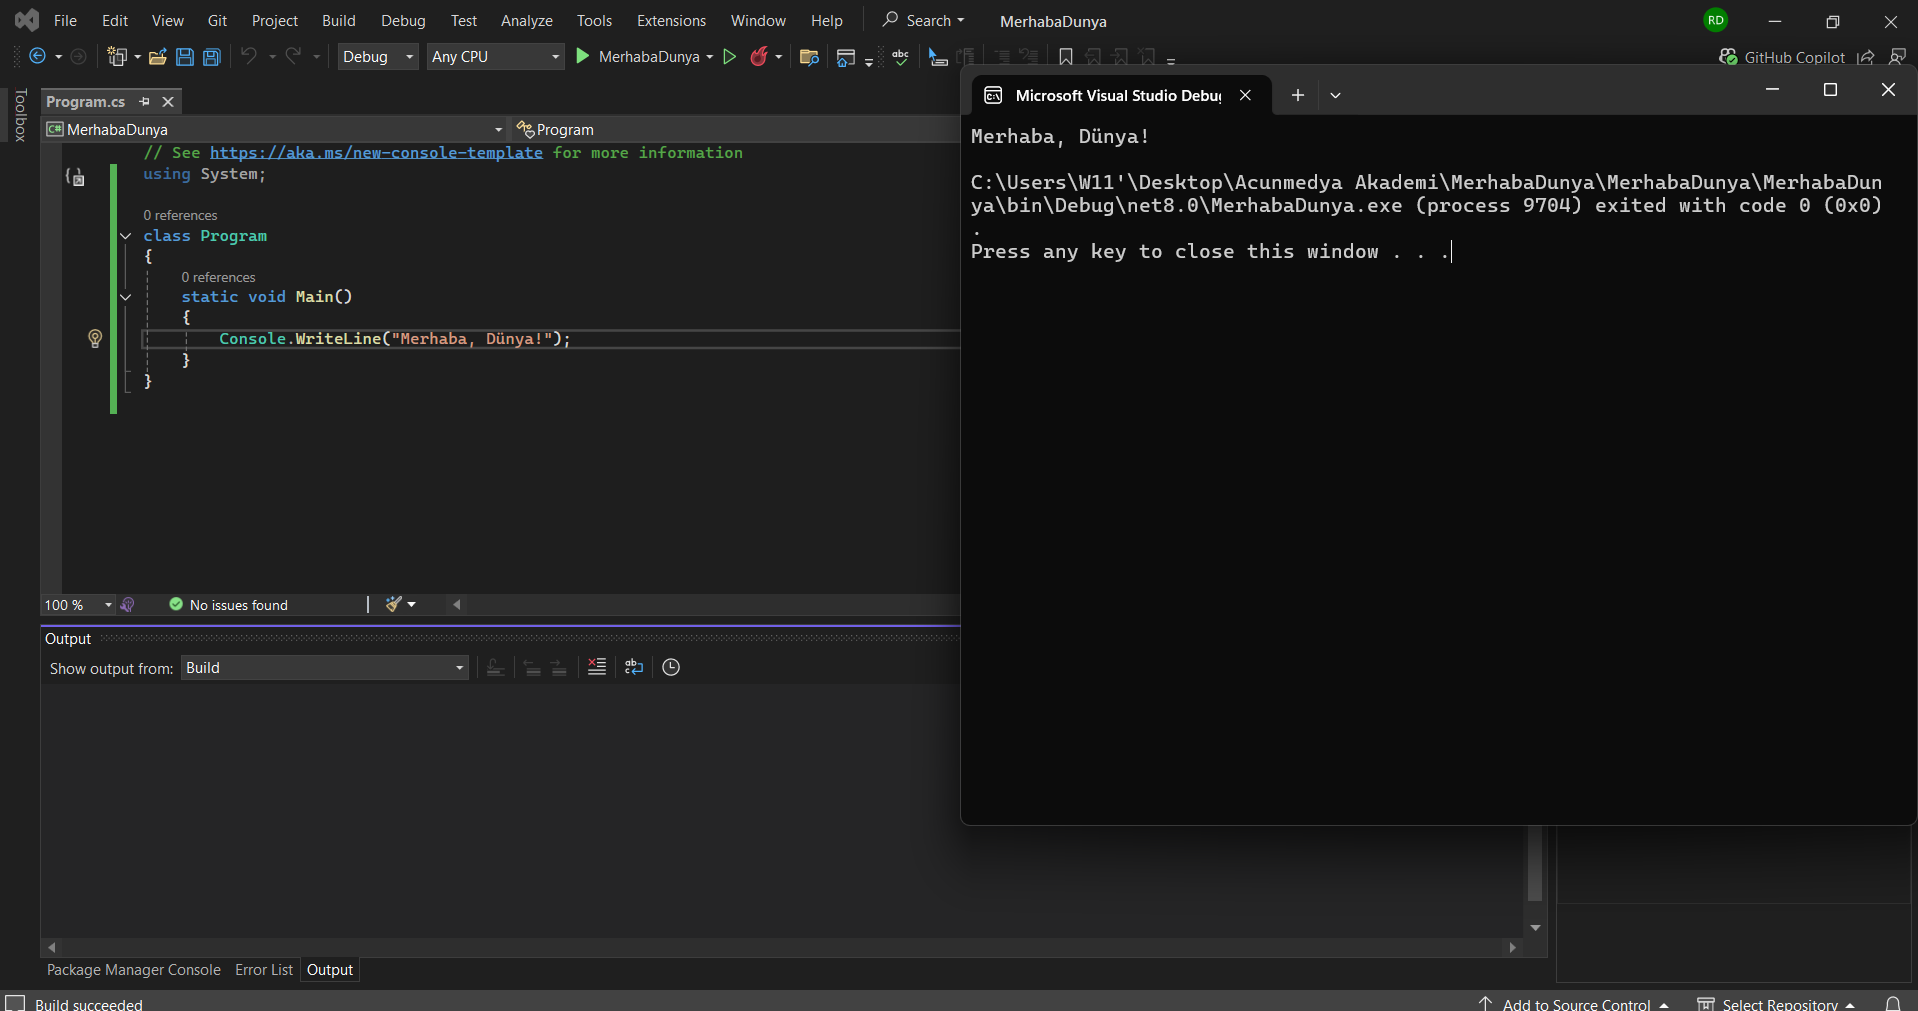 File Edit View Git Project Build Debug Test Analyze Tools Extensions Window Help Search MerhabaDunya RD
Debug Any CPU MerhabaDunya GitHub Copilot
Toolbox
Program.cs
C# MerhabaDunya Program
// See https://aka.ms/new-console-template for more information
using System;
0 references
class Program
{
0 references
static void Main()
{
Console.WriteLine("Merhaba, Dünya!");
}
}
100 % No issues found
Output
Show output from: Build
Package Manager Console Error List Output
Build succeeded Add to Source Control Select Repository
Microsoft Visual Studio Debug
Merhaba, Dünya!
C:\Users\W11'\Desktop\Acunmedya Akademi\MerhabaDunya\MerhabaDunya\MerhabaDun
ya\bin\Debug\net8.0\MerhabaDunya.exe (process 9704) exited with code 0 (0x0)
.
Press any key to close this window . . .